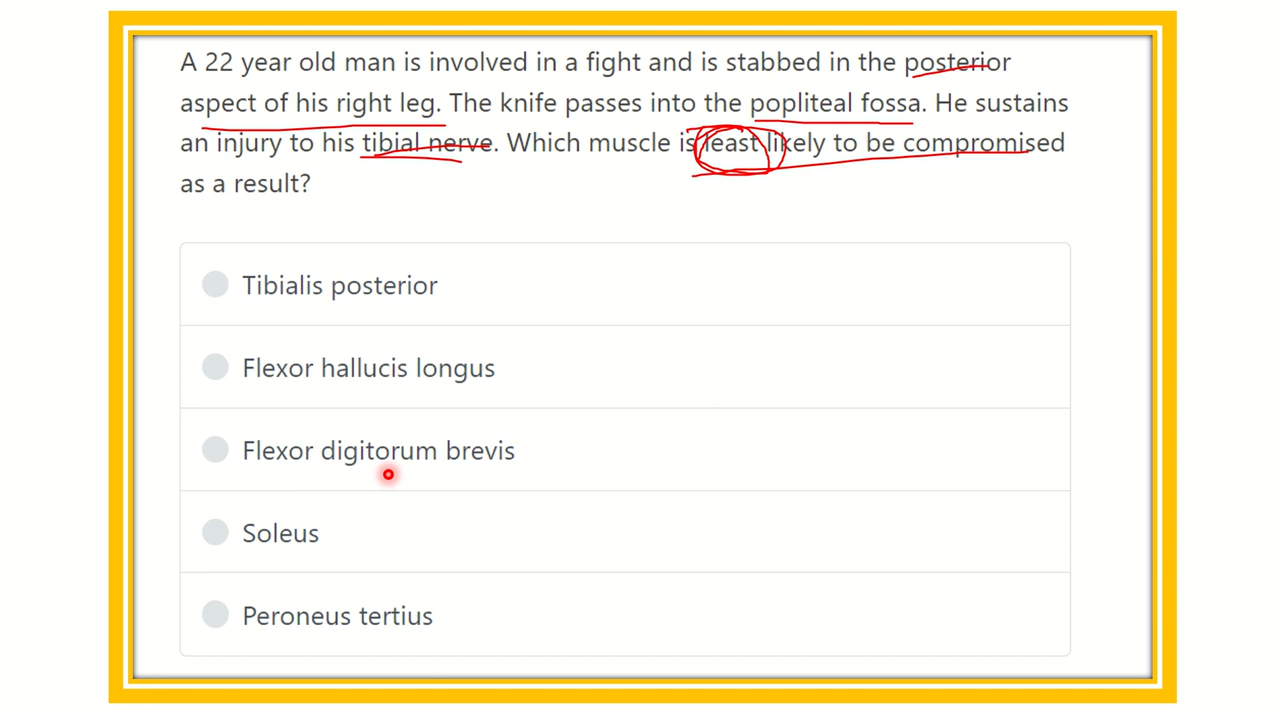 A 22 year old man is involved in a fight and is stabbed in the posterior
aspect of his right leg. The knife passes into the popliteal fossa. He sustains
an injury to his tibial nerve. Which muscle is least likely to be compromised
as a result?
Tibialis posterior
Flexor hallucis longus
Flexor digitorum brevis
Soleus
Peroneus tertius